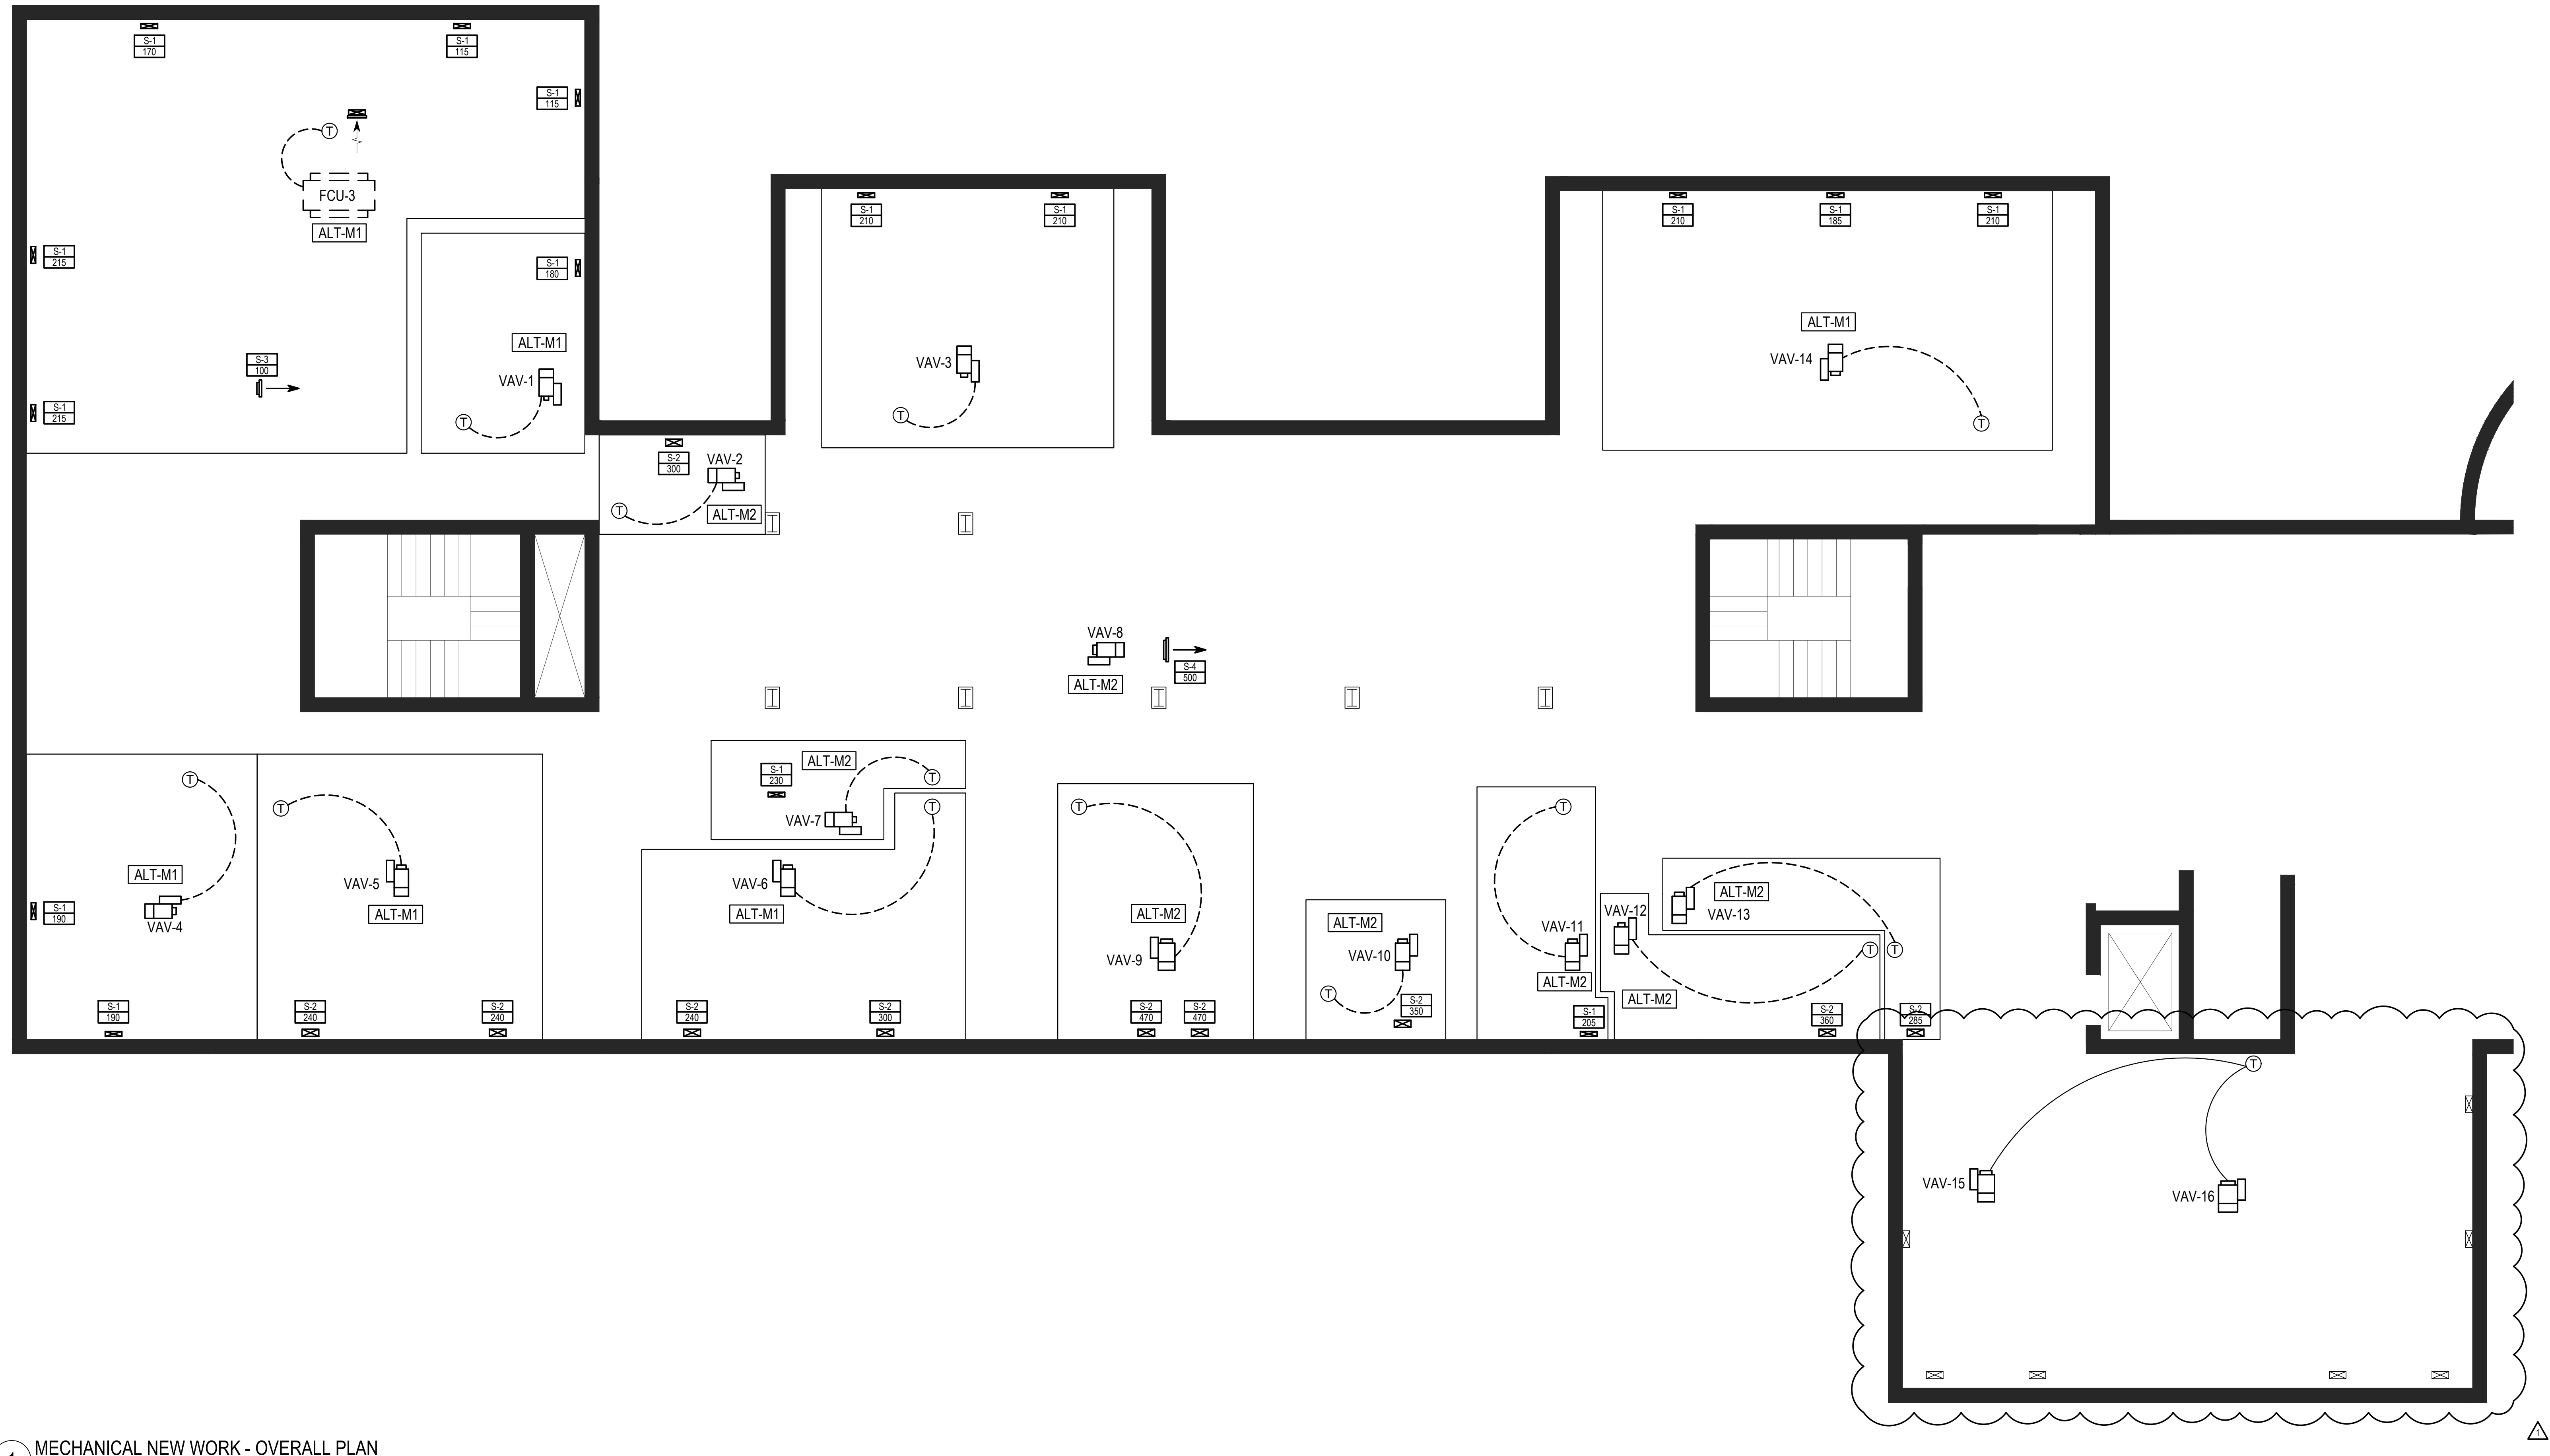 S-1
170
S-1
115
S-1
115
T
FCU-3
ALT-M1
S-1
215
S-1
180
ALT-M1
VAV-1
T
S-3
100
S-1
215
S-1
210
S-1
210
VAV-3
T
S-1
210
S-1
185
S-1
210
ALT-M1
VAV-14
T
S-2
300
VAV-2
T
ALT-M2
VAV-8
ALT-M2
S-4
500
T
ALT-M1
VAV-4
S-1
190
S-1
190
T
VAV-5
ALT-M1
S-2
240
S-2
240
S-1
230
ALT-M2
T
VAV-7
T
VAV-6
ALT-M1
S-2
240
S-2
300
T
ALT-M2
VAV-9
S-2
470
S-2
470
ALT-M2
VAV-10
T
S-2
350
T
VAV-11
ALT-M2
S-1
205
VAV-12
ALT-M2
T
S-2
360
ALT-M2
VAV-13
T
S-2
285
T
VAV-15
VAV-16
1
MECHANICAL NEW WORK - OVERALL PLAN